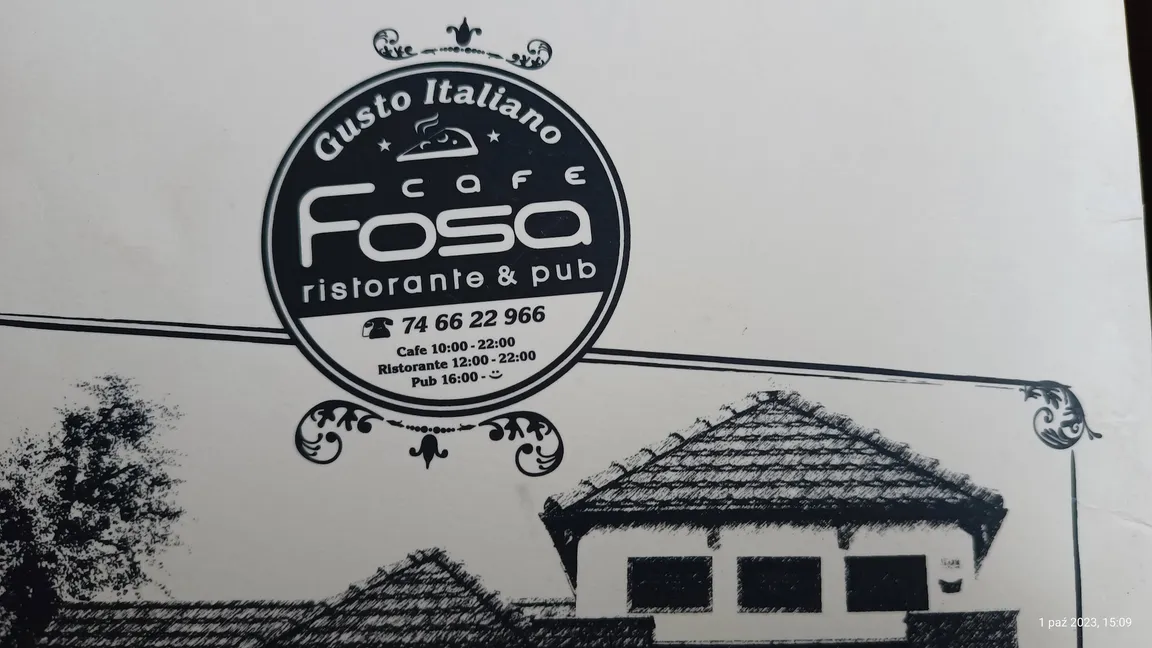 Gusto Italiano
cafe
Fosa
ristorante & pub
74 66 22 966
Cafe 10:00 - 22:00
Ristorante 12:00 - 22:00
Pub 16:00 -
1 paź 2023, 15:09